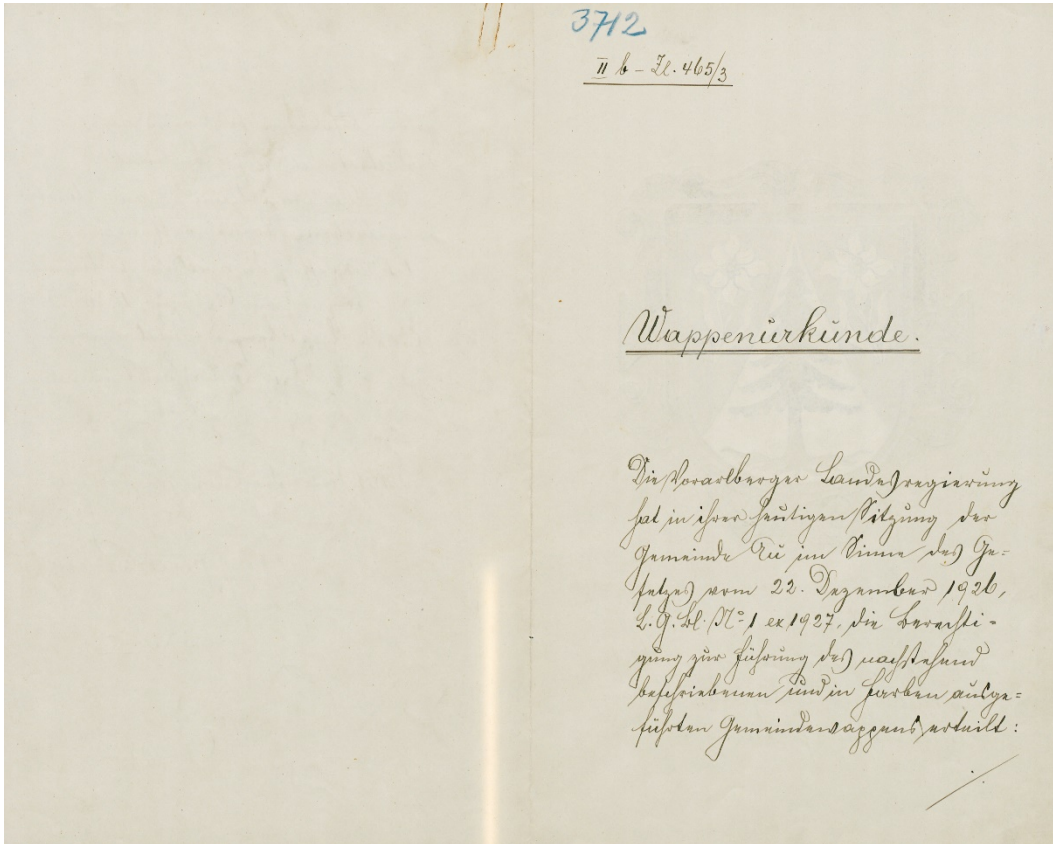 3712
II b - Zl. 465/3
Wappenurkunde.
Die Vorarlberger Landesregierung
hat in ihrer heutigen Sitzung der
Gemeinde Au im Sinne des Ge=
setzes vom 22. Dezember 1926,
L.G.Bl. No 1 ex 1927, die Berechti-
gung zur Führung des nachstehend
beschriebenen und in Farben ausge=
führten Gemeindewappens erteilt: